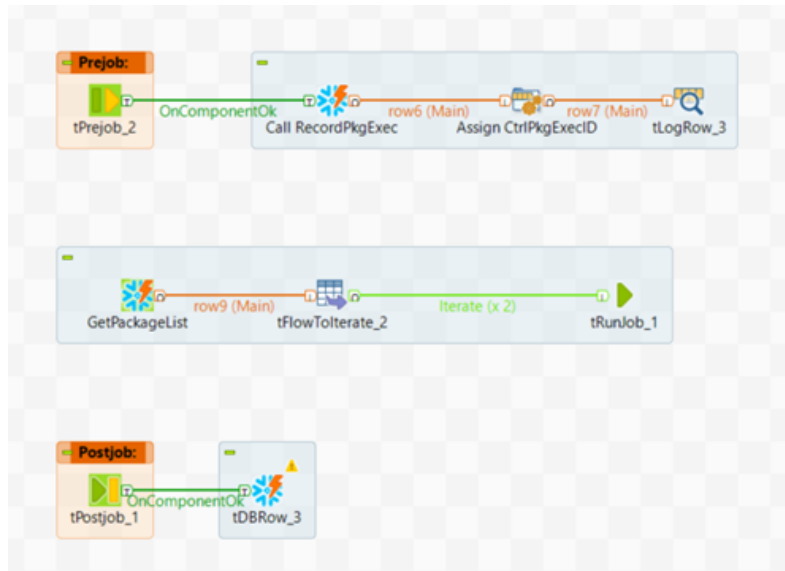 Prejob:
OnComponentOk
row6 (Main)
row7 (Main)
tPrejob_2
Call RecordPkgExec
Assign CtrlPkgExecID
tLogRow_3
row9 (Main)
Iterate (x 2)
GetPackageList
tFlowToIterate_2
tRunJob_1
Postjob:
OnComponentOk
tPostjob_1
tDBRow_3